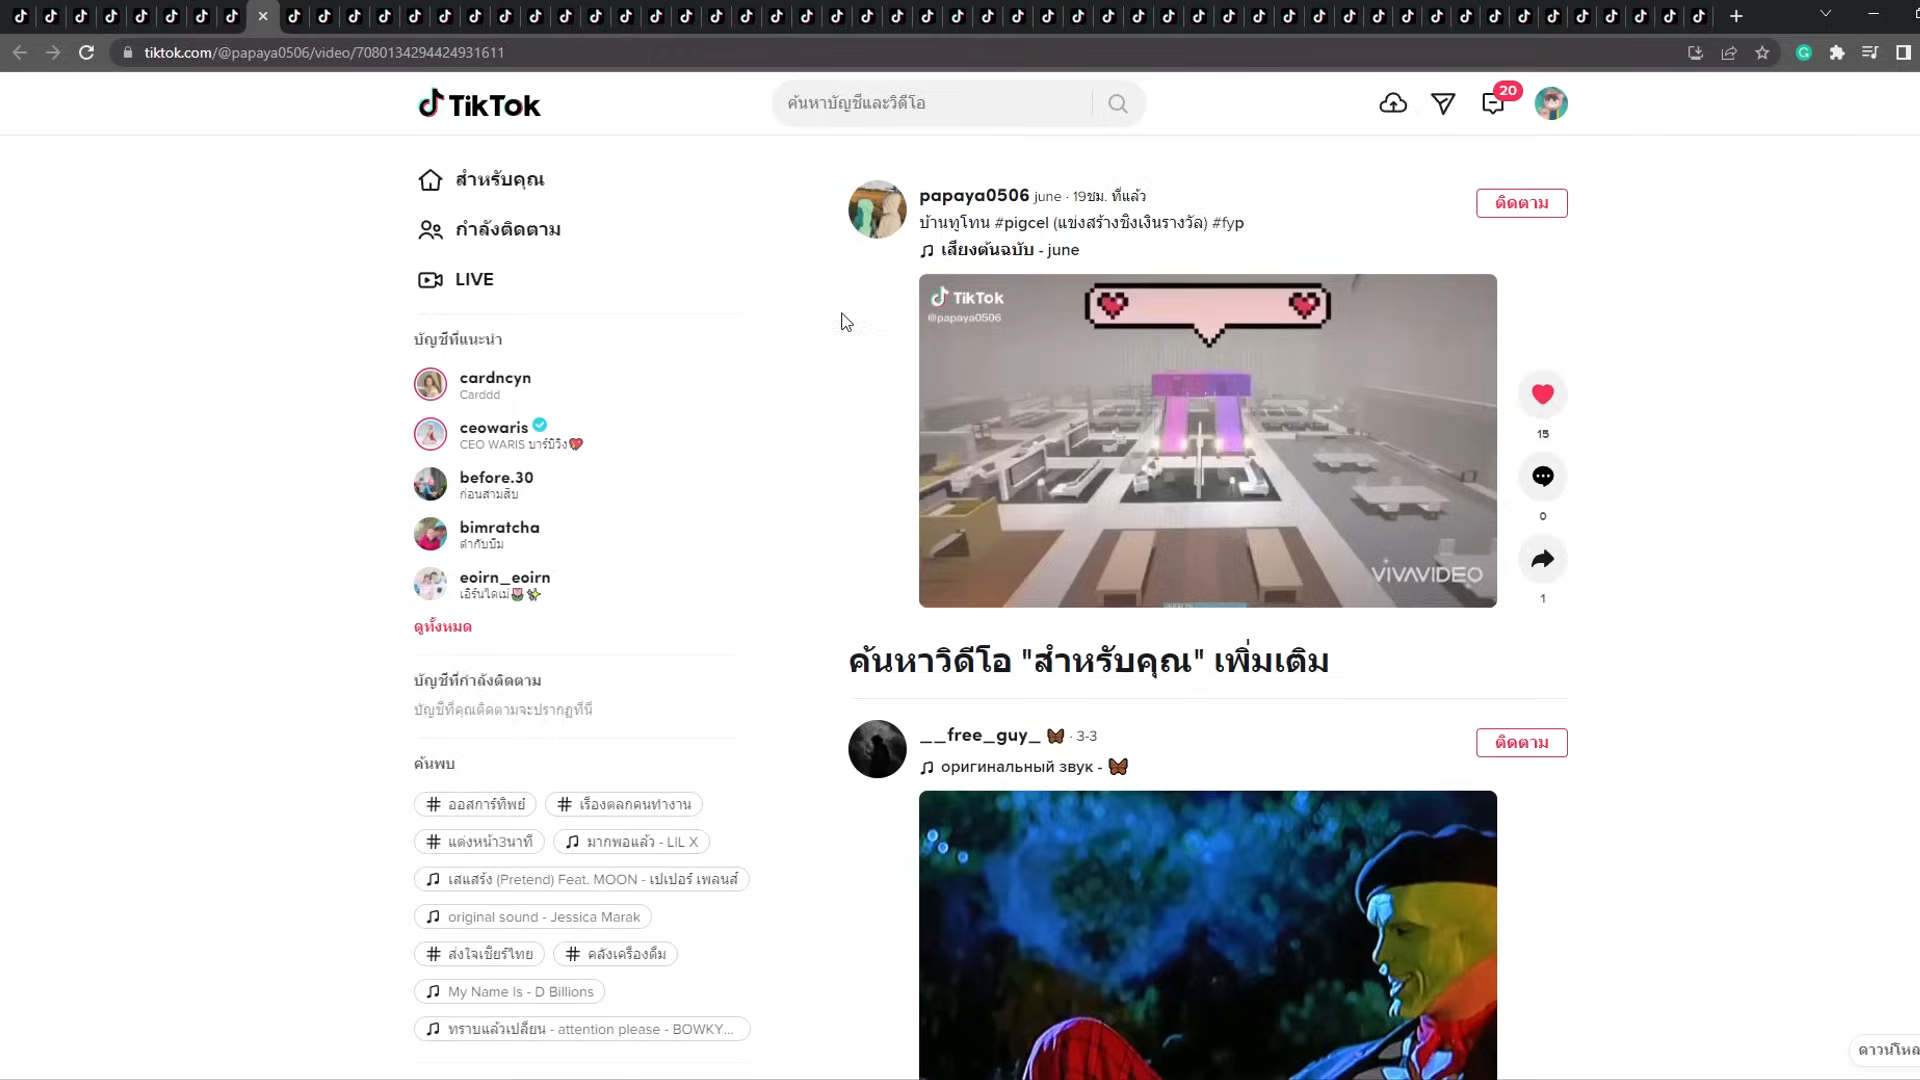 tiktok.com/@papaya0506/video/7080134294424931611
TikTok
ค้นหาบัญชีและวิดีโอ
20
สำหรับคุณ
กำลังติดตาม
LIVE
บัญชีที่แนะนำ
cardncyn
Carddd
ceowaris
CEO WARIS บาร์บีวิง
before.30
ก่อนสามสิบ
bimratcha
ดำกับบิ๊ม
eoirn_eoirn
เอิร์นไดเม่
ดูทั้งหมด
บัญชีที่กำลังติดตาม
บัญชีที่คุณติดตามจะปรากฏที่นี่
ค้นพบ
# ออสการ์ทิพย์
# เรื่องตลกคนทำงาน
# แต่งหน้า3นาที
มากพอแล้ว - LIL X
เสแสร้ง (Pretend) Feat. MOON - เปเปอร์ เพลนส์
original sound - Jessica Marak
# ส่งใจเชียร์ไทย
# คลังเครื่องดื่ม
My Name Is - D Billions
ทราบแล้วเปลี่ยน - attention please - BOWKY...
papaya0506 june · 19ชม. ที่แล้ว
บ้านทูโทน #pigcel (แข่งสร้างชิงเงินรางวัล) #fyp
เสียงต้นฉบับ - june
ติดตาม
TikTok
@papaya0506
VIVAVIDEO
15
0
1
ค้นหาวิดีโอ "สำหรับคุณ" เพิ่มเติม
__free_guy_ · 3-3
оригинальный звук -
ติดตาม